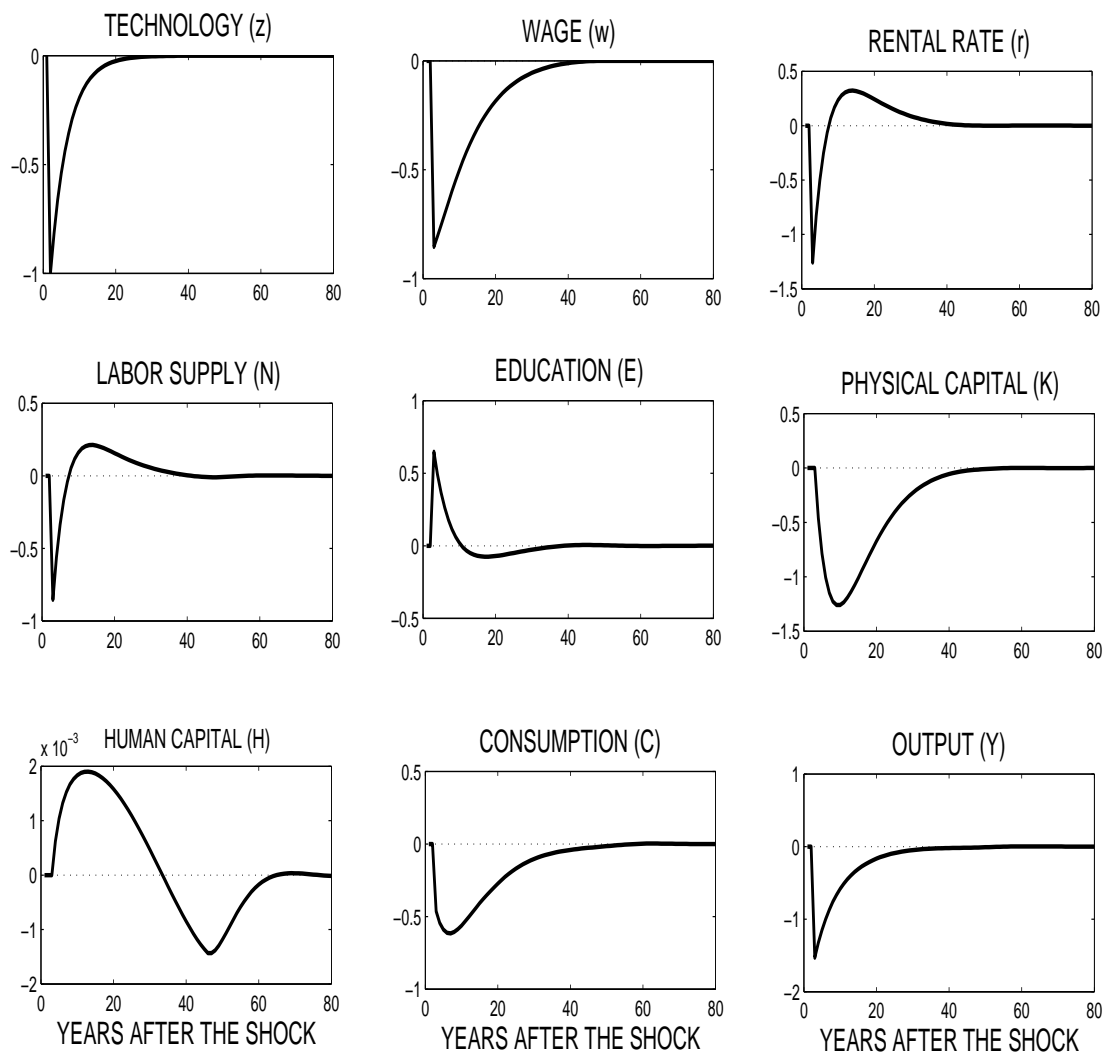 TECHNOLOGY (z)
0
−0.5
−1
0 20 40 60 80
WAGE (w)
0
−0.5
−1
0 20 40 60 80
RENTAL RATE (r)
0.5
0
−0.5
−1
−1.5
0 20 40 60 80
LABOR SUPPLY (N)
0.5
0
−0.5
−1
0 20 40 60 80
EDUCATION (E)
1
0.5
0
−0.5
0 20 40 60 80
PHYSICAL CAPITAL (K)
0.5
0
−0.5
−1
−1.5
0 20 40 60 80
HUMAN CAPITAL (H)
x 10⁻³
2
1
0
−1
−2
0 20 40 60 80
YEARS AFTER THE SHOCK
CONSUMPTION (C)
0.5
0
−0.5
−1
0 20 40 60 80
YEARS AFTER THE SHOCK
OUTPUT (Y)
1
0
−1
−2
0 20 40 60 80
YEARS AFTER THE SHOCK